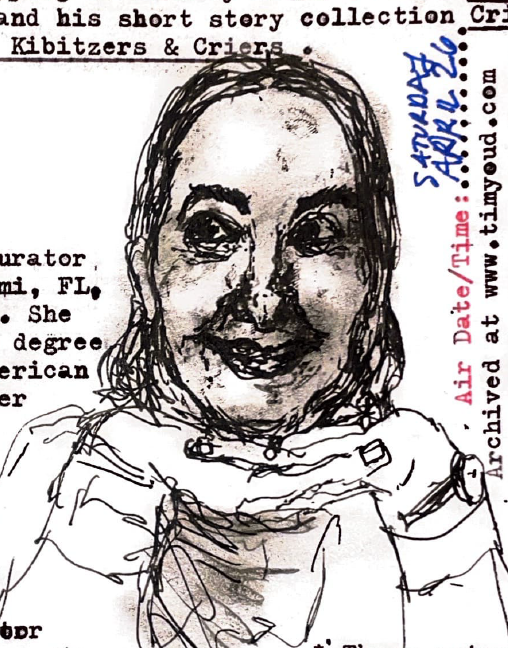 and his short story collection Cri
Kibitzers & Criers .
urator
mi, FL,
. She
degree
erican
er
SATURDAY
APRIL 26
Air Date/Time:..........
Archived at www.timyoud.com